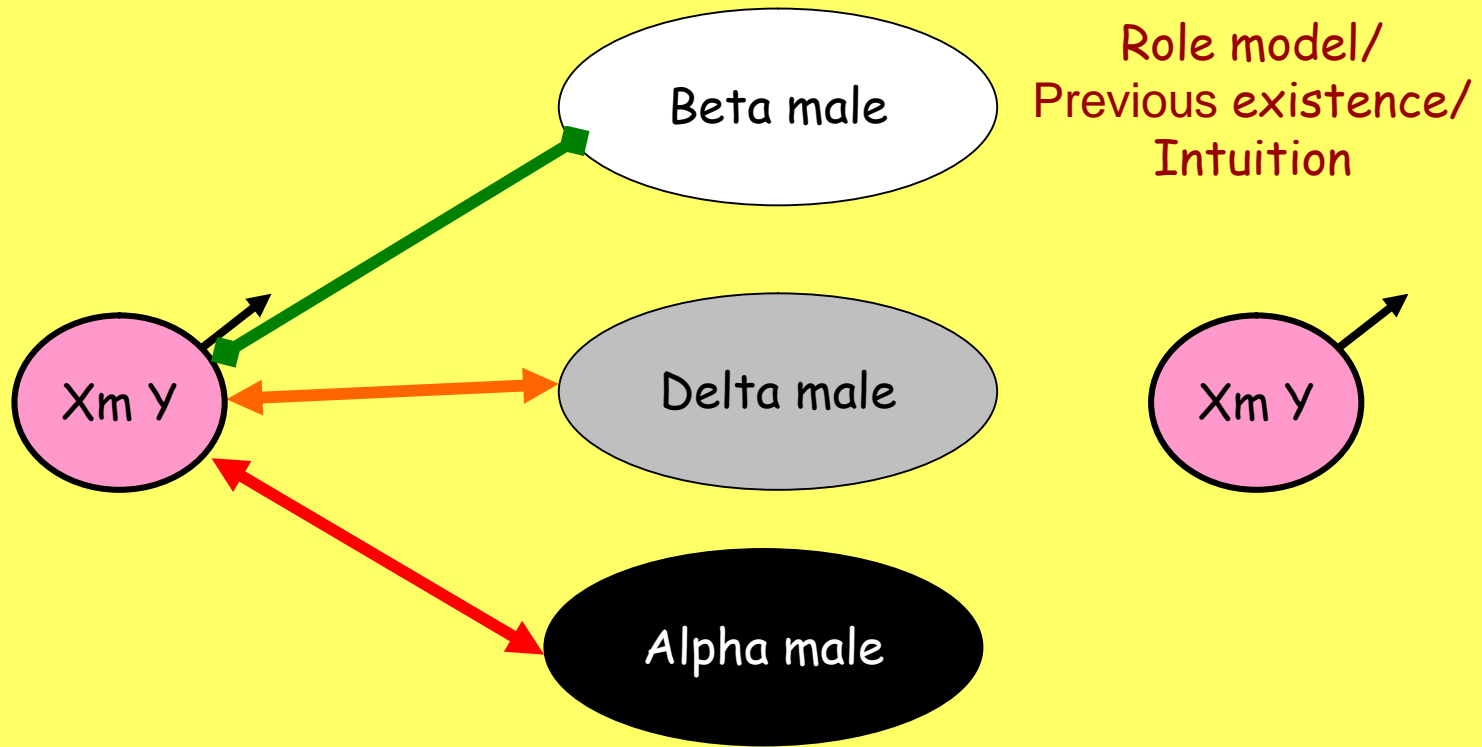 Beta male
Role model/
Previous existence/
Intuition
Xm Y
Delta male
Xm Y
Alpha male